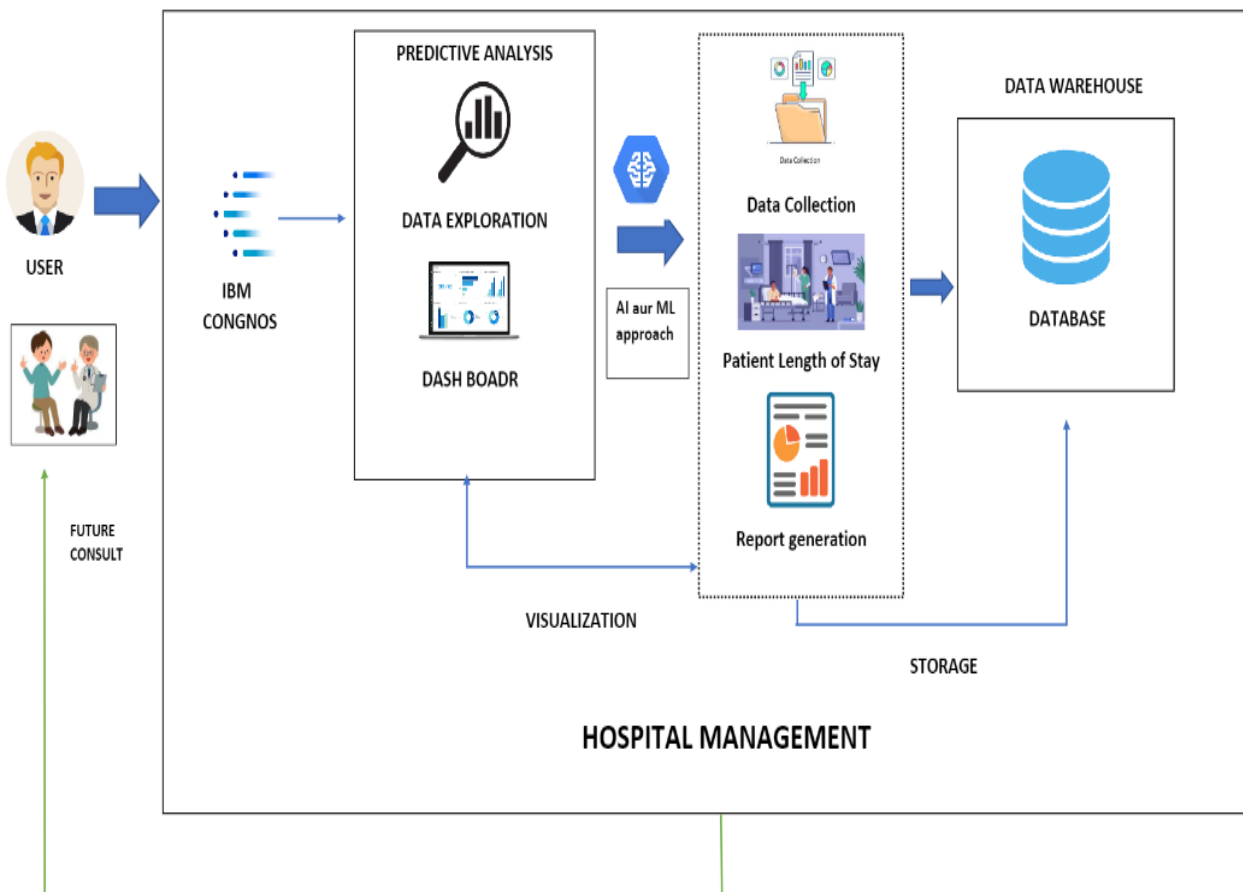 PREDICTIVE ANALYSIS
DATA EXPLORATION
DASH BOADR
USER
IBM
CONGNOS
AI aur ML
approach
Data Collection
Data Collection
Patient Length of Stay
Report generation
DATA WAREHOUSE
DATABASE
FUTURE
CONSULT
VISUALIZATION
STORAGE
HOSPITAL MANAGEMENT